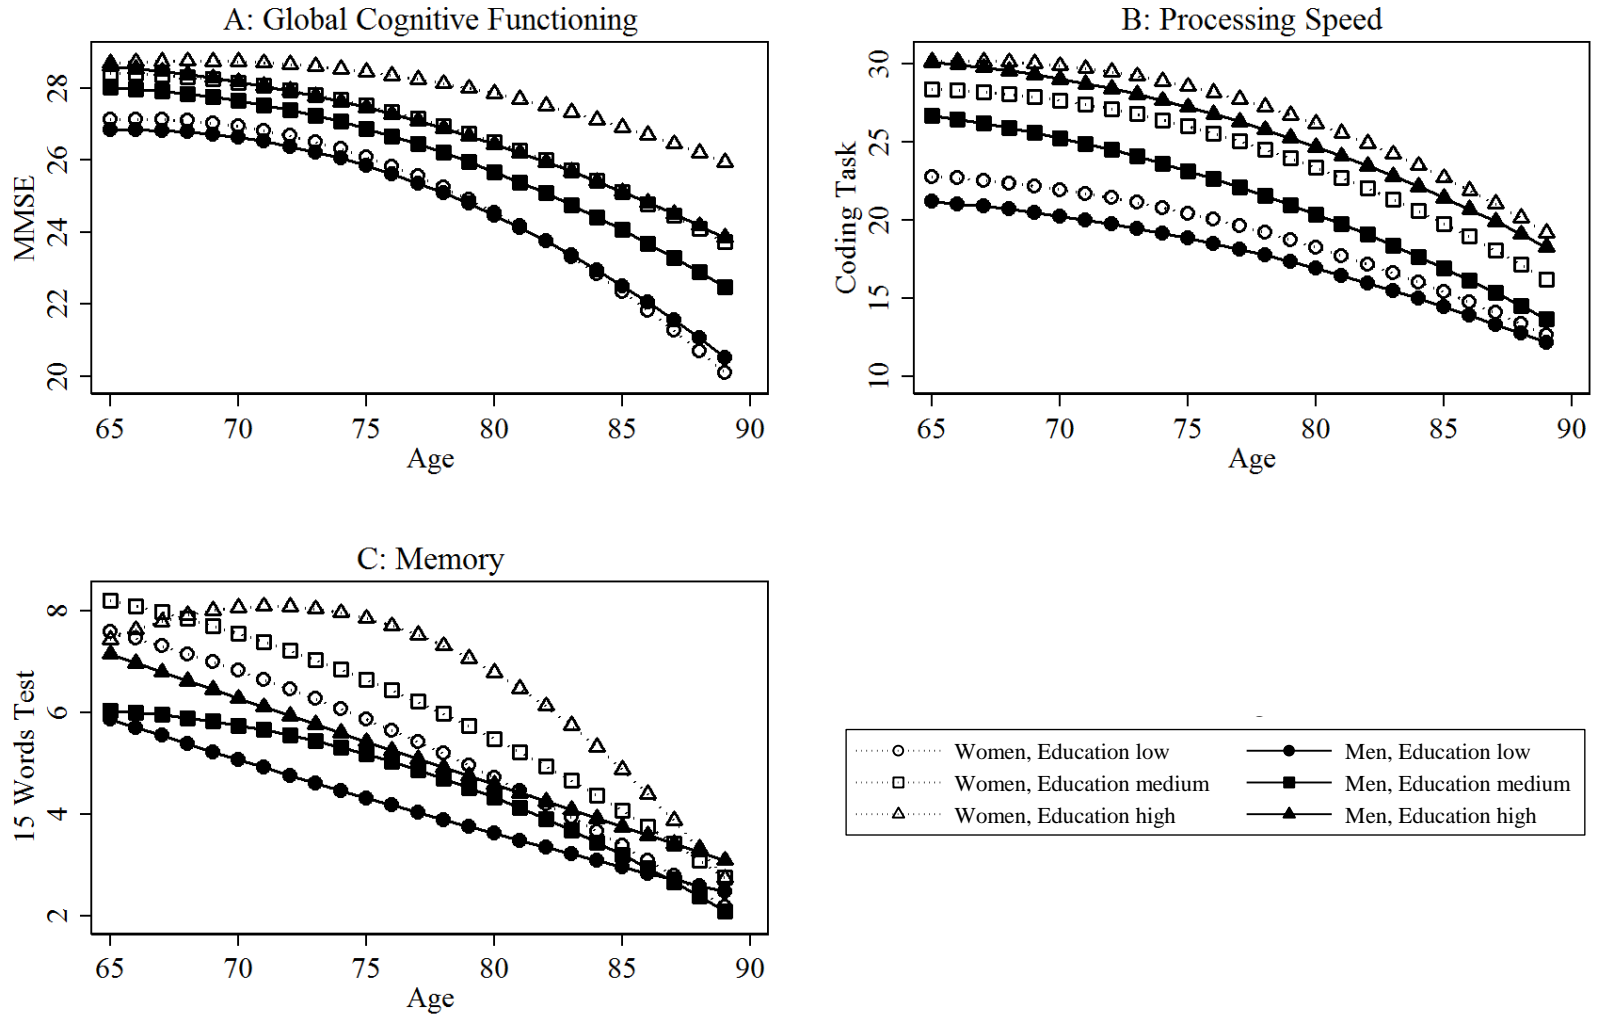 A: Global Cognitive Functioning
MMSE
28
26
24
22
20
65 70 75 80 85 90
Age
B: Processing Speed
Coding Task
30
25
20
15
10
65 70 75 80 85 90
Age
C: Memory
15 Words Test
8
6
4
2
65 70 75 80 85 90
Age
Women, Education low
Men, Education low
Women, Education medium
Men, Education medium
Women, Education high
Men, Education high